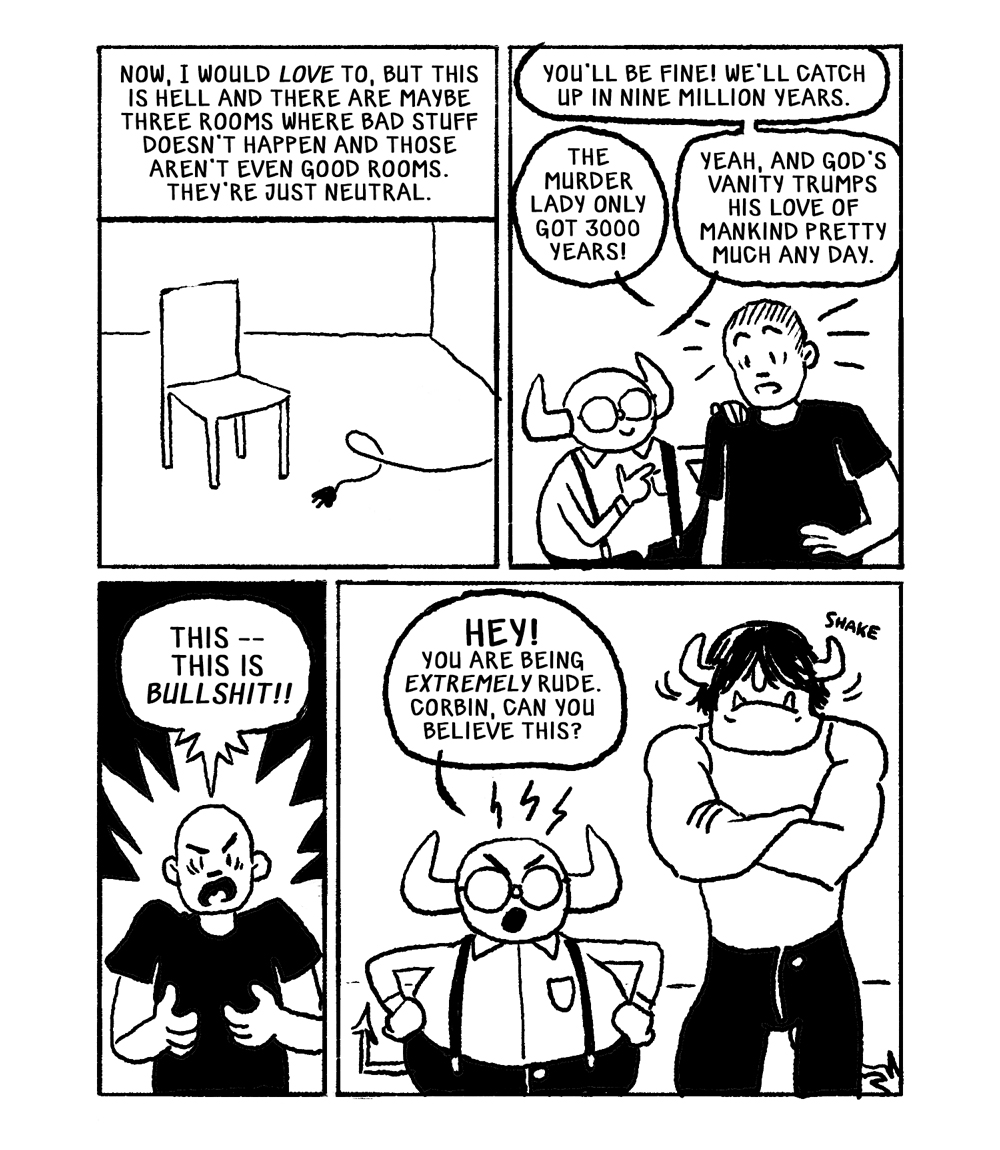 NOW, I WOULD LOVE TO, BUT THIS
IS HELL AND THERE ARE MAYBE
THREE ROOMS WHERE BAD STUFF
DOESN'T HAPPEN AND THOSE
AREN'T EVEN GOOD ROOMS.
THEY'RE JUST NEUTRAL.
YOU'LL BE FINE! WE'LL CATCH
UP IN NINE MILLION YEARS.
THE
MURDER
LADY ONLY
GOT 3000
YEARS!
YEAH, AND GOD'S
VANITY TRUMPS
HIS LOVE OF
MANKIND PRETTY
MUCH ANY DAY.
THIS --
THIS IS
BULLSHIT!!
HEY!
YOU ARE BEING
EXTREMELY RUDE.
CORBIN, CAN YOU
BELIEVE THIS?
SHAKE